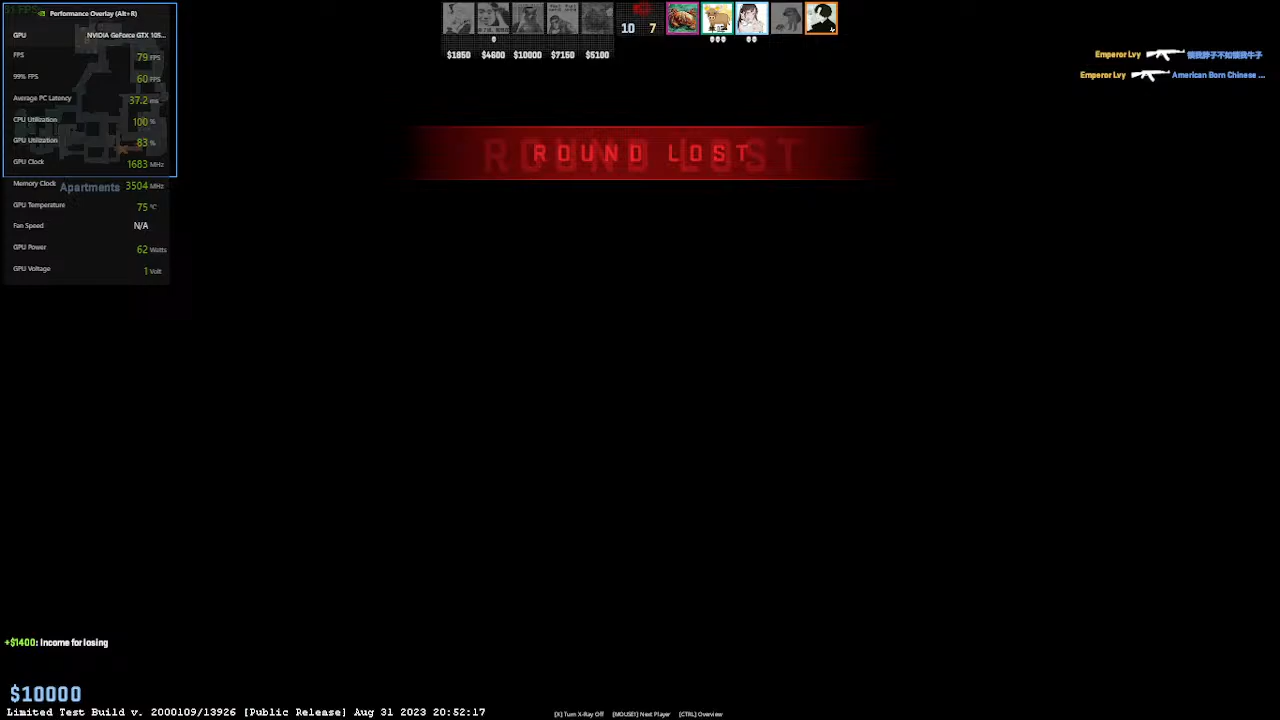 Performance Overlay (Alt+R)
GPU NVIDIA GeForce GTX 105...
FPS 79 FPS
99% FPS 60 FPS
Average PC Latency 37.2 ms
CPU Utilization 100 %
GPU Utilization 83 %
GPU Clock 1683 MHz
Memory Clock 3504 MHz
Apartments
GPU Temperature 75 °C
Fan Speed N/A
GPU Power 62 Watts
GPU Voltage 1 Volt
10 7
$1850 $4600 $10000 $7150 $5100
Emperor Lvy
Emperor Lvy American Born Chinese ...
ROUND LOST
+$1400: Income for losing
$10000
Limited Test Build v. 2000109/13926 [Public Release] Aug 31 2023 20:52:17
[X] Turn X-Ray Off [MOUSE1] Next Player [CTRL] Overview